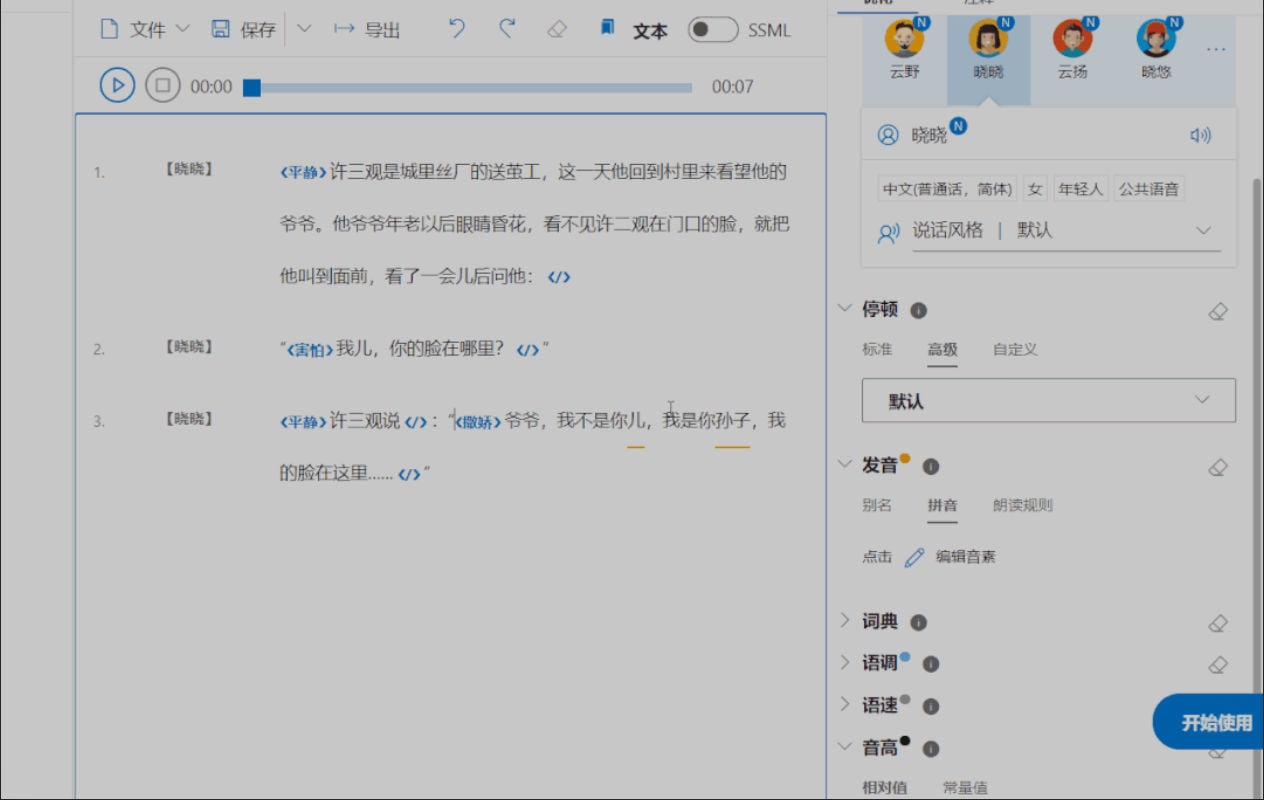 文件 保存 导出 文本 SSML
00:00 00:07
1. 【晓晓】 《平静》许三观是城里丝厂的送茧工，这一天他回到村里来看望他的
爷爷。他爷爷年老以后眼睛昏花，看不见许二观在门口的脸，就把
他叫到面前，看了一会儿后问他： </>
2. 【晓晓】 “《害怕》我儿，你的脸在哪里？ </>”
3. 【晓晓】 《平静》许三观说 </>：“《撒娇》爷爷，我不是你儿，我是你孙子，我
的脸在这里...... </>”
N N N N
云野 晓晓 云扬 晓悠 ...
晓晓 N
中文(普通话，简体) 女 年轻人 公共语音
说话风格 | 默认
停顿
标准 高级 自定义
默认
发音
别名 拼音 朗读规则
点击 编辑音素
词典
语调
语速
开始使用
音高
相对值 常量值